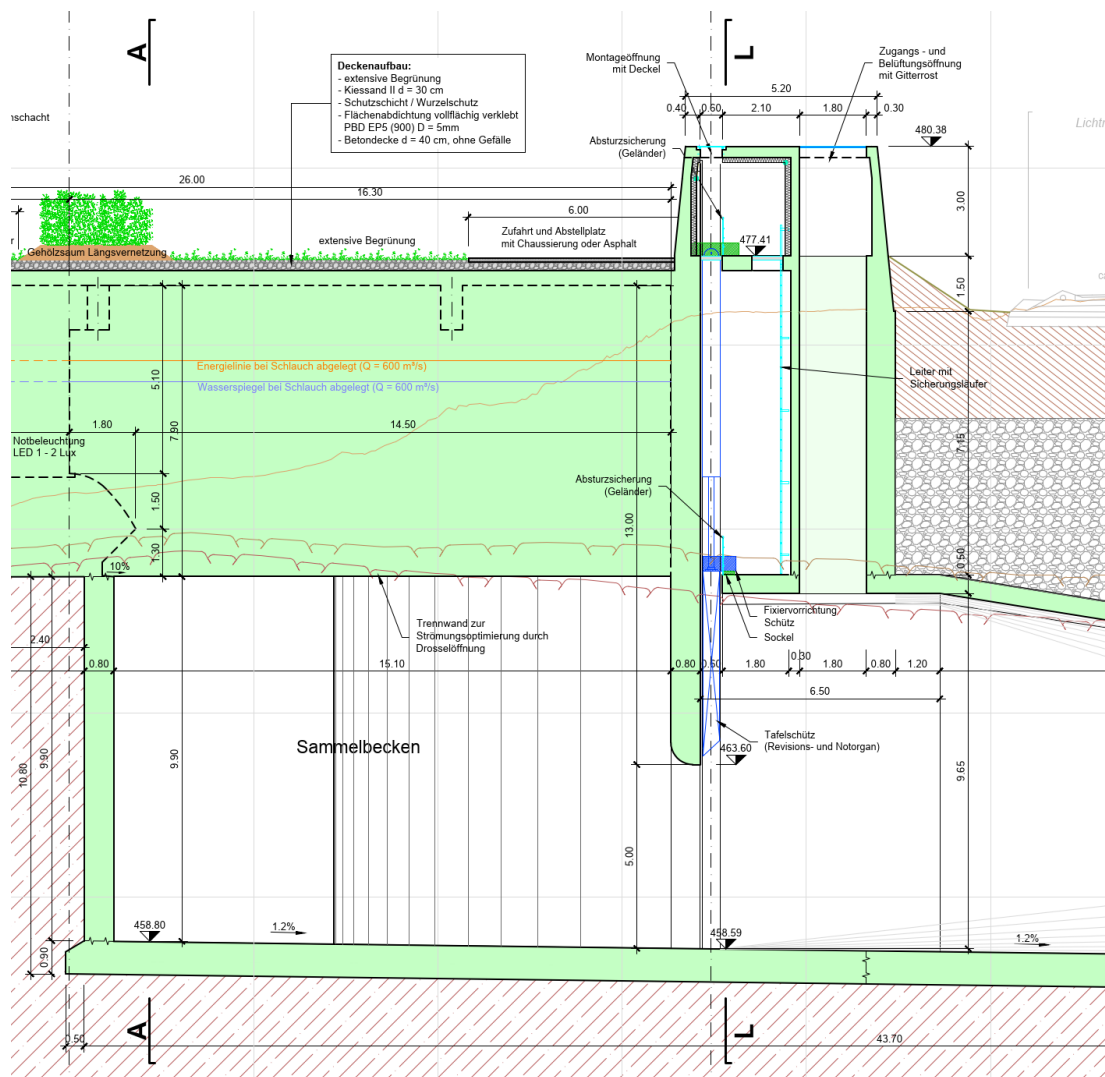 A
L
Deckenaufbau:
- extensive Begrünung
- Kiessand II d = 30 cm
- Schutzschicht / Wurzelschutz
- Flächenabdichtung vollflächig verklebt
PBD EP5 (900) D = 5mm
- Betondecke d = 40 cm, ohne Gefälle
Montageöffnung
mit Deckel
Zugangs - und
Belüftungsöffnung
mit Gitterrost
5.20
0.40
0.60
2.10
1.80
0.30
nschacht
Lichtr
480.38
Absturzsicherung
(Geländer)
26.00
16.30
3.00
6.00
Zufahrt und Abstellplatz
mit Chaussierung oder Asphalt
extensive Begrünung
477.41
r
Gehölzsaum Längsvernetzung
ca
1.50
Energielinie bei Schlauch abgelegt (Q = 600 m³/s)
Wasserspiegel bei Schlauch abgelegt (Q = 600 m³/s)
5.10
Leiter mit
Sicherungsläufer
7.90
1.80
14.50
Notbeleuchtung
LED 1 - 2 Lux
7.15
Absturzsicherung
(Geländer)
1.50
13.00
1.30
10%
0.50
Fixiervorrichtung
Schütz
Sockel
Trennwand zur
Strömungsoptimierung durch
Drosselöffnung
2.40
0.80
15.10
0.80
0.60
1.80
0.30
1.80
0.80
1.20
6.50
Sammelbecken
Tafelschütz
(Revisions- und Notorgan)
463.60
10.80
9.90
9.90
9.65
5.00
458.80
1.2%
458.59
1.2%
0.90
A
L
0.50
43.70